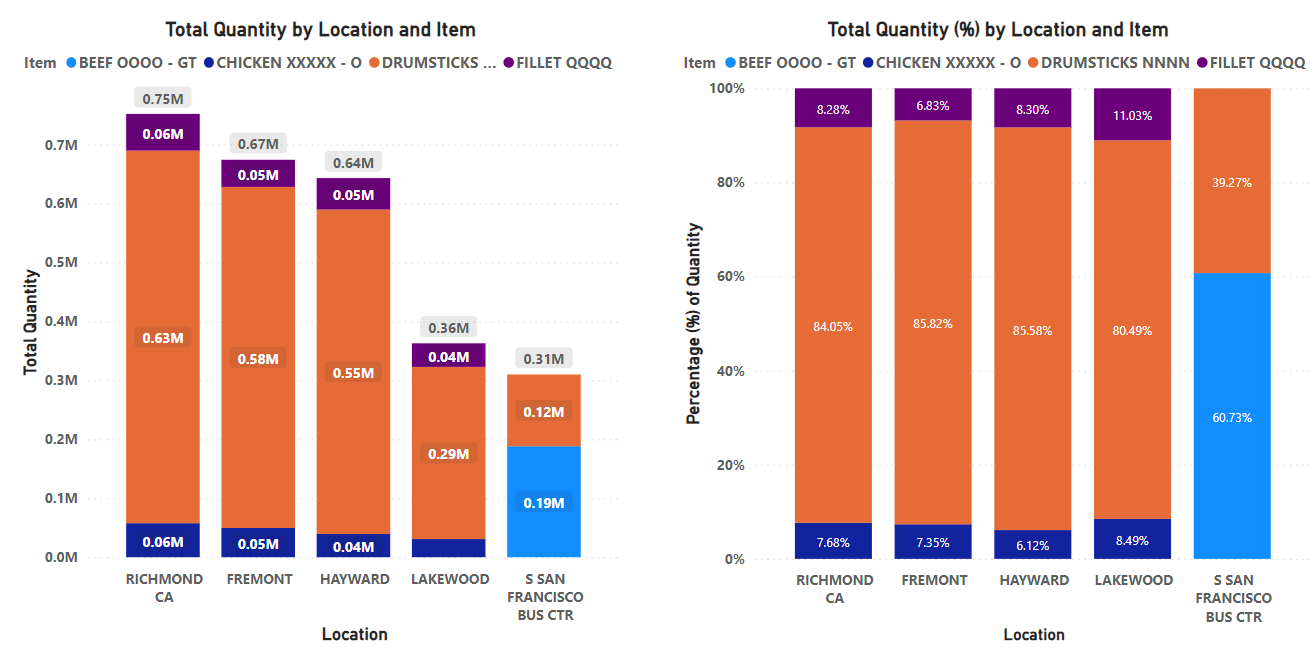 Total Quantity by Location and Item
Item BEEF OOOO - GT CHICKEN XXXXX - O DRUMSTICKS ... FILLET QQQQ
Total Quantity
0.7M
0.6M
0.5M
0.4M
0.3M
0.2M
0.1M
0.0M
0.75M
0.06M
0.63M
0.06M
0.67M
0.05M
0.58M
0.05M
0.64M
0.05M
0.55M
0.04M
0.36M
0.04M
0.29M
0.31M
0.12M
0.19M
RICHMOND
CA
FREMONT
HAYWARD
LAKEWOOD
S SAN
FRANCISCO
BUS CTR
Location
Total Quantity (%) by Location and Item
Item BEEF OOOO - GT CHICKEN XXXXX - O DRUMSTICKS NNNN FILLET QQQQ
Percentage (%) of Quantity
100%
80%
60%
40%
20%
0%
8.28%
84.05%
7.68%
6.83%
85.82%
7.35%
8.30%
85.58%
6.12%
11.03%
80.49%
8.49%
39.27%
60.73%
RICHMOND
CA
FREMONT
HAYWARD
LAKEWOOD
S SAN
FRANCISCO
BUS CTR
Location